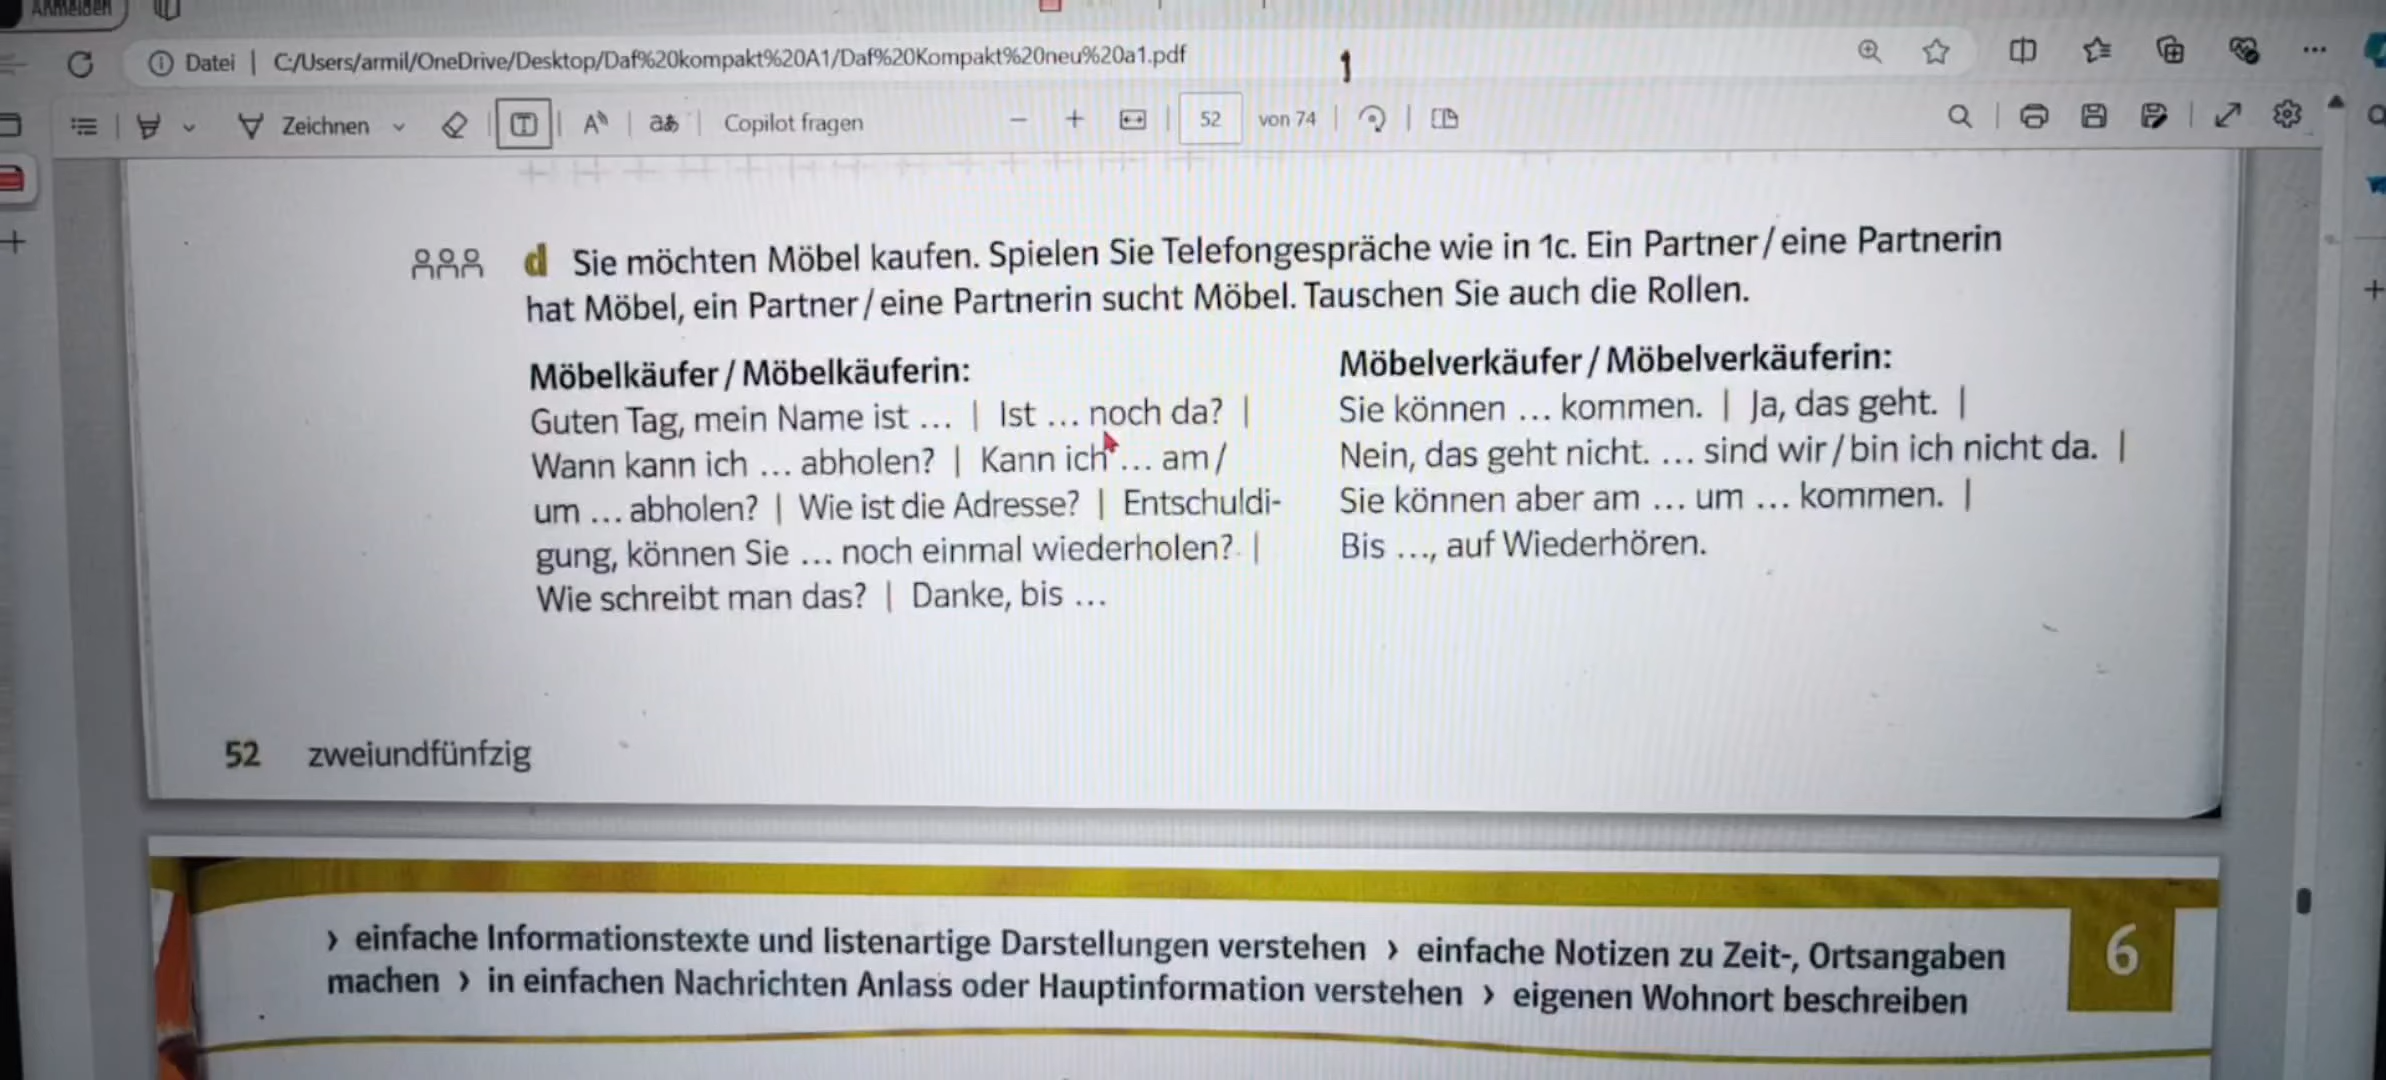 Anmelden
Datei | C:/Users/armil/OneDrive/Desktop/Daf%20kompakt%20A1/Daf%20Kompakt%20neu%20a1.pdf
1
Zeichnen
aあ
Copilot fragen
52 von 74
d Sie möchten Möbel kaufen. Spielen Sie Telefongespräche wie in 1c. Ein Partner/eine Partnerin
hat Möbel, ein Partner/eine Partnerin sucht Möbel. Tauschen Sie auch die Rollen.
Möbelkäufer/Möbelkäuferin:
Guten Tag, mein Name ist … | Ist … noch da? |
Wann kann ich … abholen? | Kann ich … am/
um … abholen? | Wie ist die Adresse? | Entschuldi-
gung, können Sie … noch einmal wiederholen? |
Wie schreibt man das? | Danke, bis …
Möbelverkäufer/Möbelverkäuferin:
Sie können … kommen. | Ja, das geht. |
Nein, das geht nicht. … sind wir/bin ich nicht da. |
Sie können aber am … um … kommen. |
Bis …, auf Wiederhören.
52 zweiundfünfzig
› einfache Informationstexte und listenartige Darstellungen verstehen › einfache Notizen zu Zeit-, Ortsangaben
machen › in einfachen Nachrichten Anlass oder Hauptinformation verstehen › eigenen Wohnort beschreiben
6